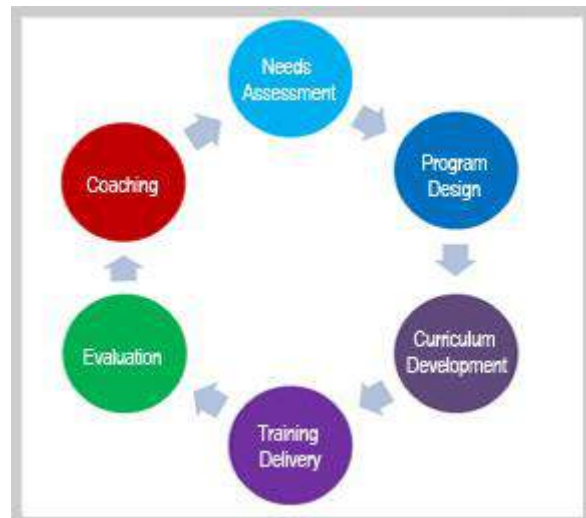 Needs
Assessment
Program
Design
Curriculum
Development
Training
Delivery
Evaluation
Coaching